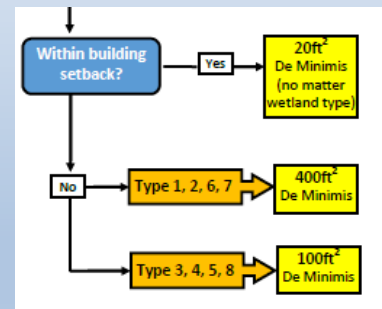 Within building
setback?
Yes
20ft²
De Minimis
(no matter
wetland type)
No
Type 1, 2, 6, 7
400ft²
De Minimis
Type 3, 4, 5, 8
100ft²
De Minimis